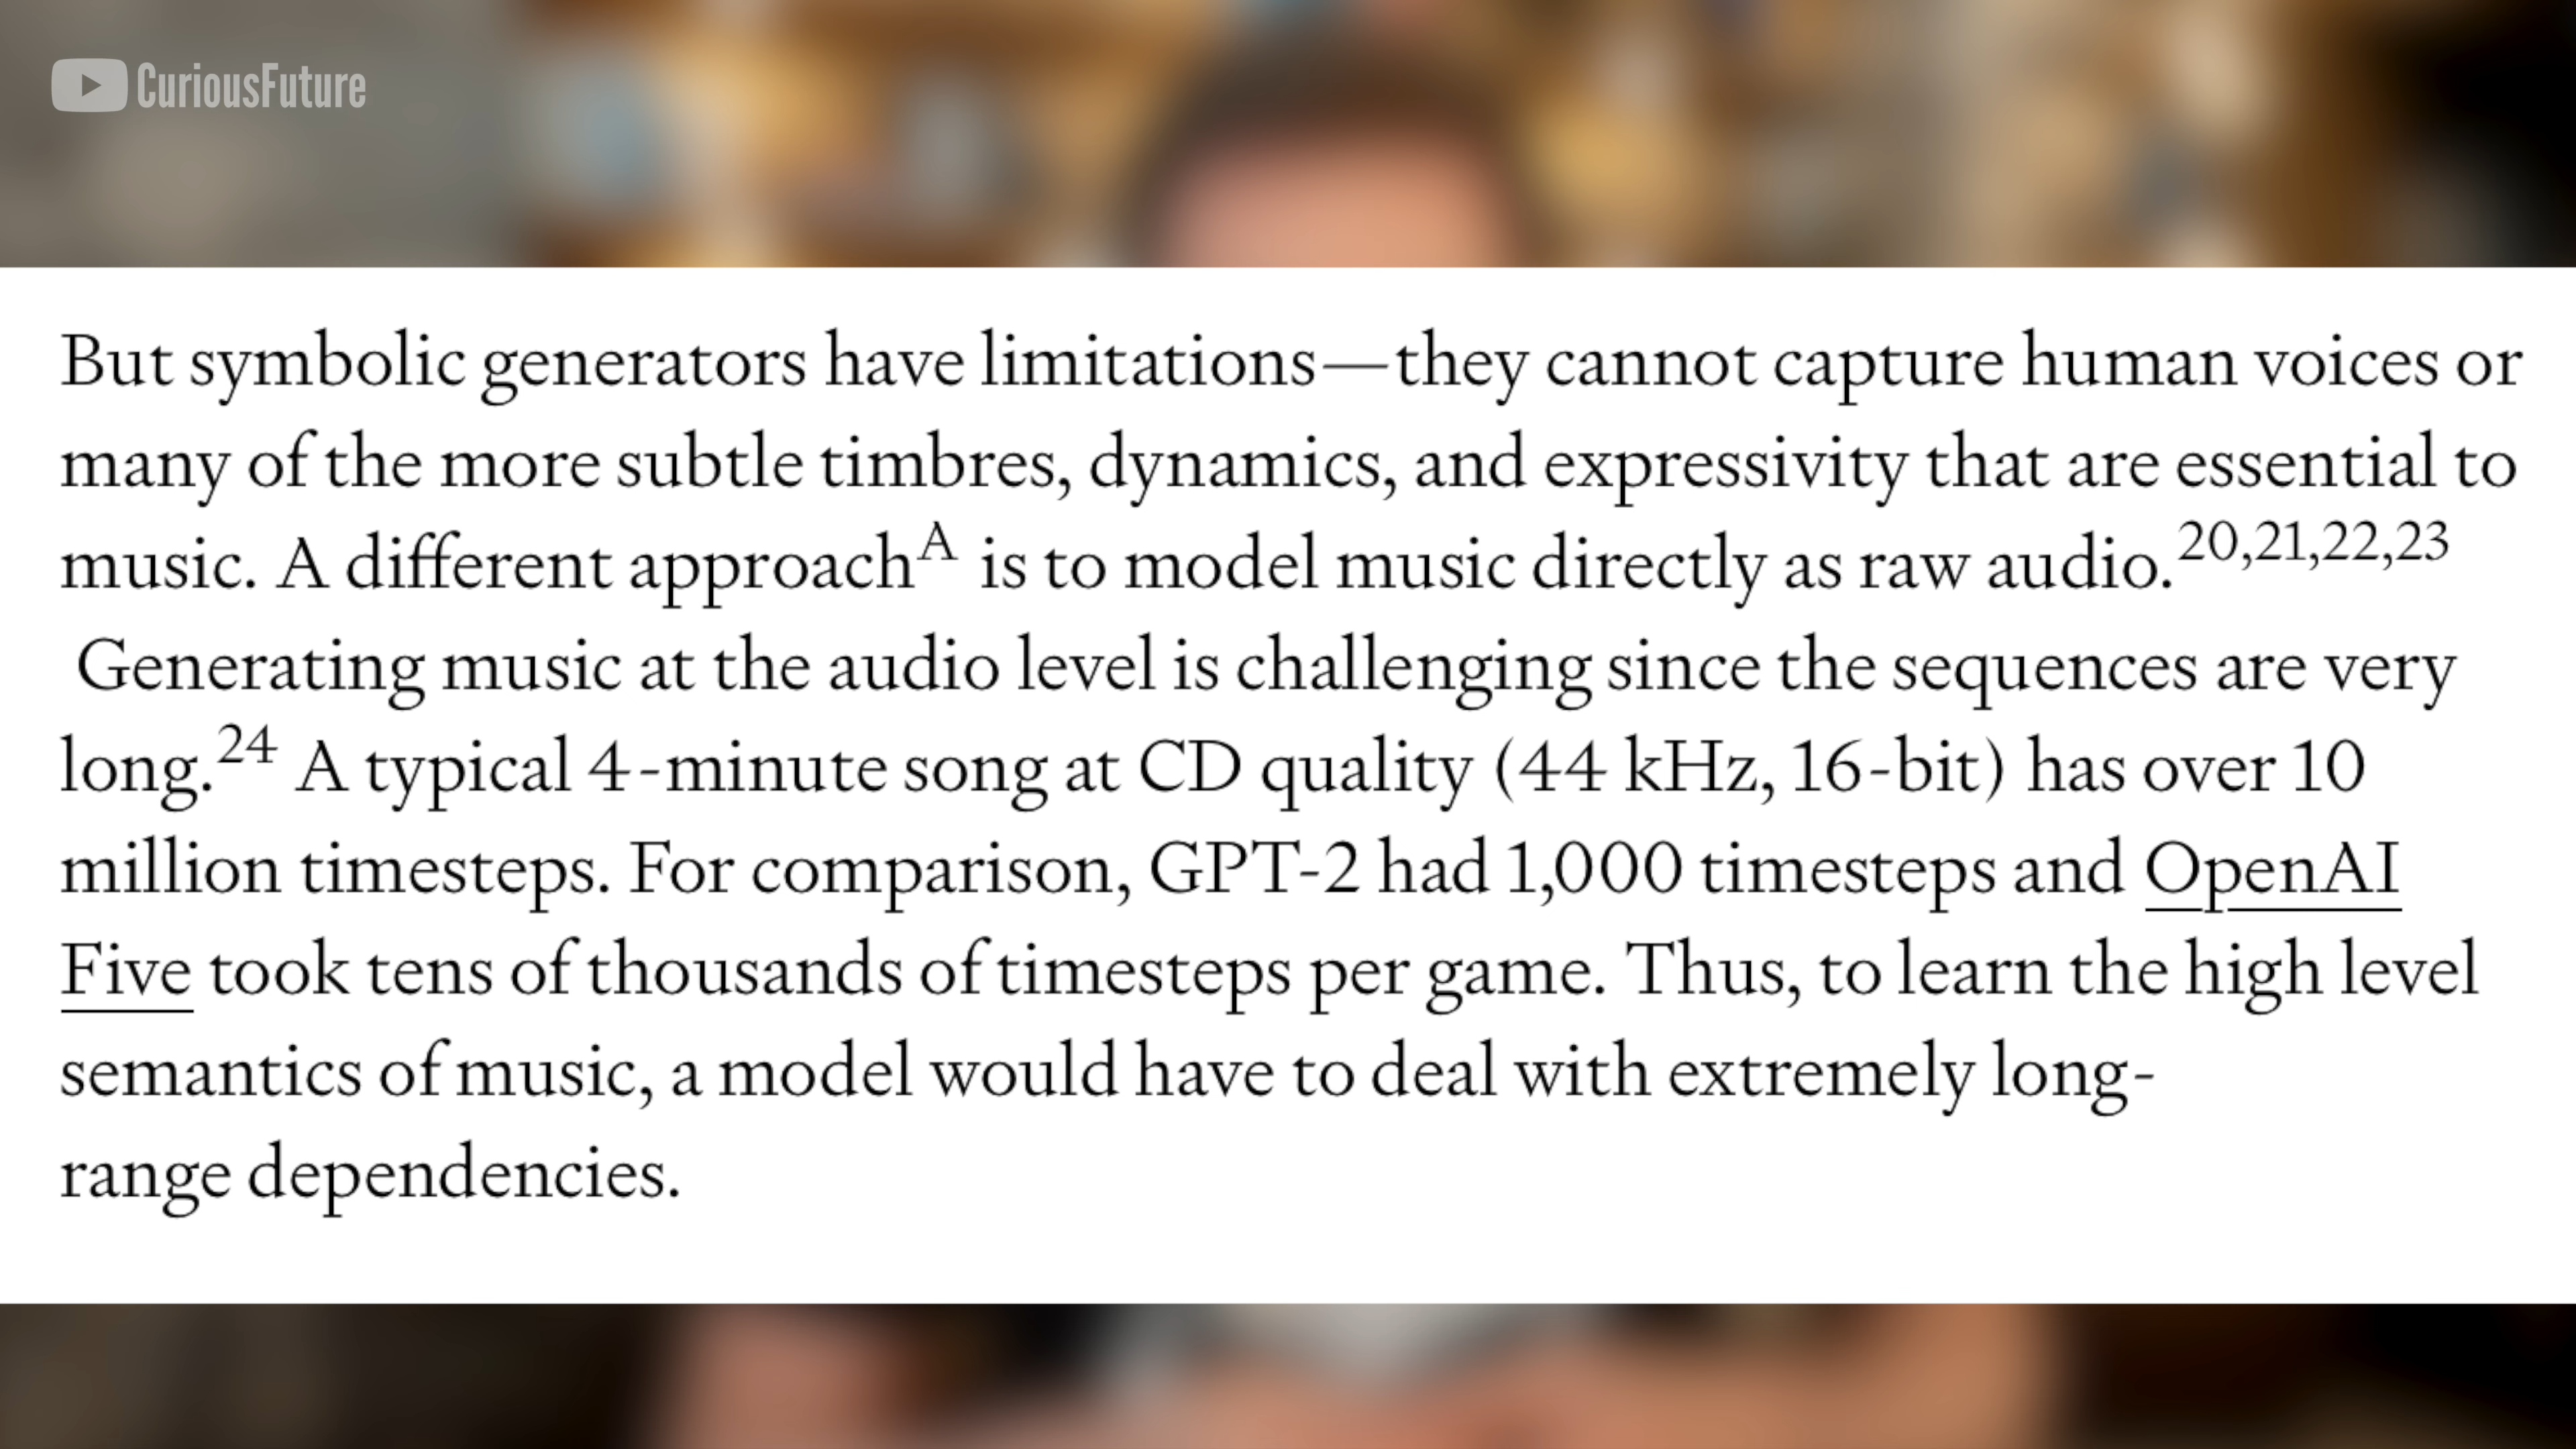 CuriousFuture
But symbolic generators have limitations—they cannot capture human voices or
many of the more subtle timbres, dynamics, and expressivity that are essential to
music. A different approachA is to model music directly as raw audio.20,21,22,23
Generating music at the audio level is challenging since the sequences are very
long.24 A typical 4-minute song at CD quality (44 kHz, 16-bit) has over 10
million timesteps. For comparison, GPT-2 had 1,000 timesteps and OpenAI
Five took tens of thousands of timesteps per game. Thus, to learn the high level
semantics of music, a model would have to deal with extremely long-
range dependencies.